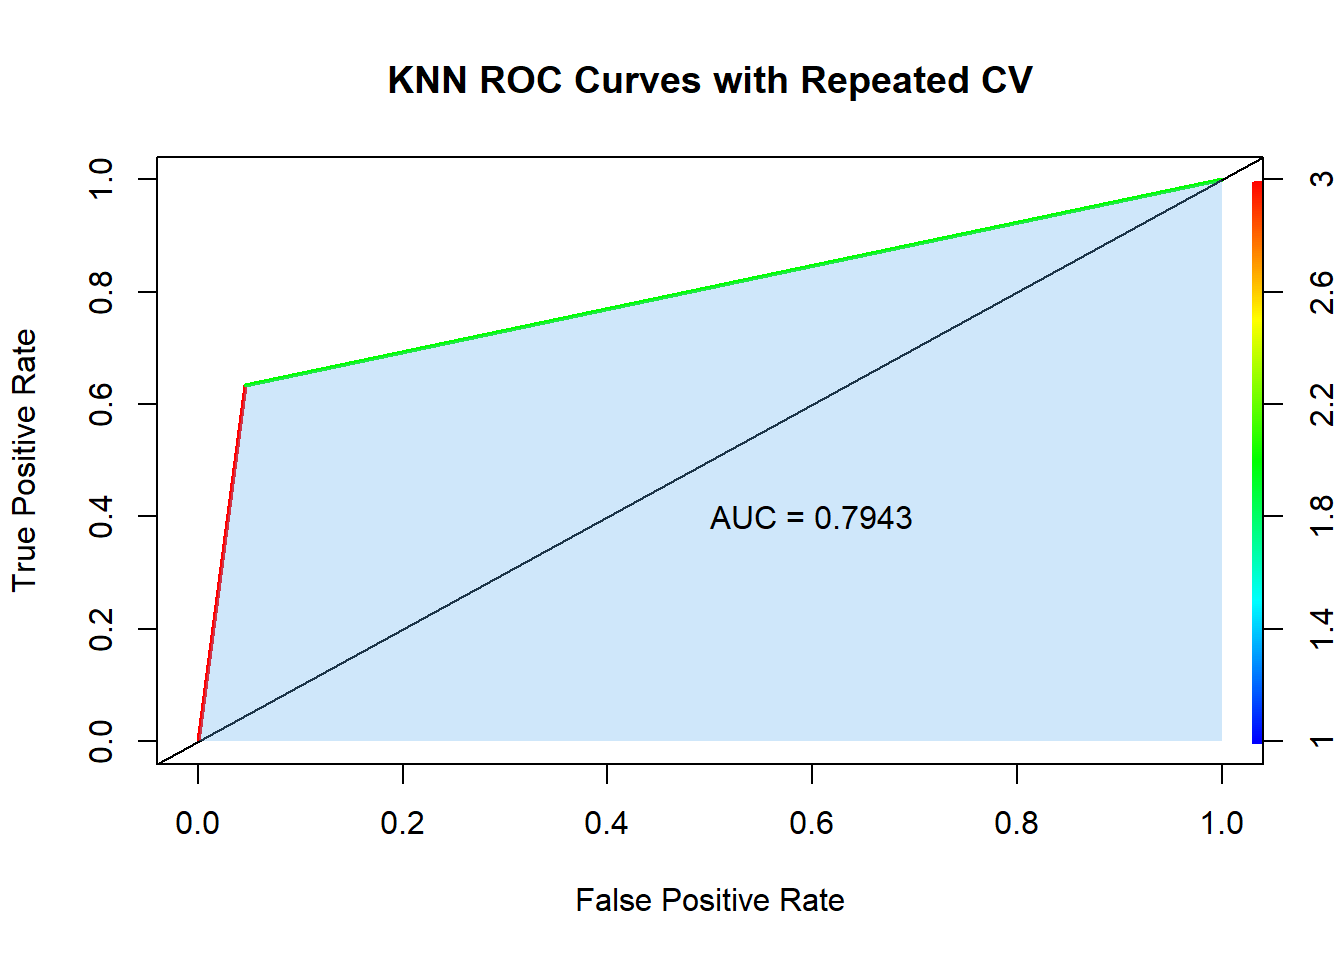 KNN ROC Curves with Repeated CV
True Positive Rate
1.0
0.8
0.6
0.4
0.2
0.0
AUC = 0.7943
3
2.6
2.2
1.8
1.4
1
0.0 0.2 0.4 0.6 0.8 1.0
False Positive Rate